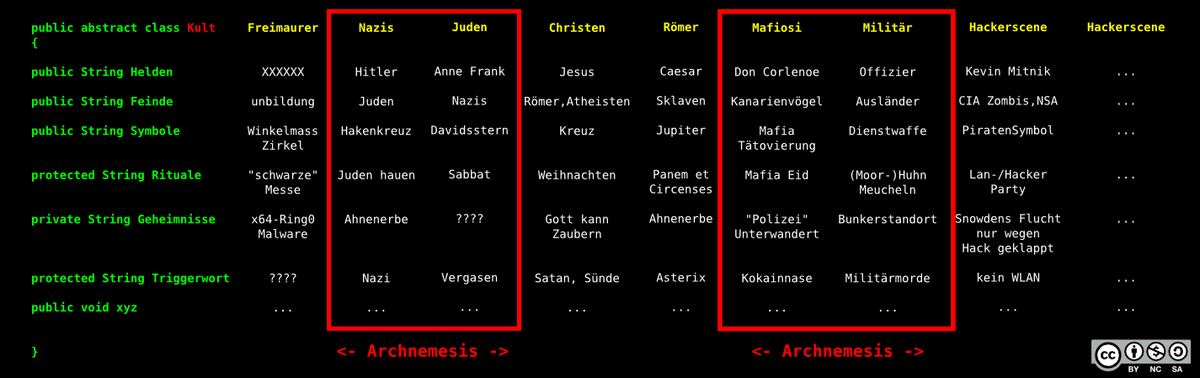 public abstract class Kult Freimaurer Nazis Juden Christen Römer Mafiosi Militär Hackerscene Hackerscene
{
public String Helden XXXXXX Hitler Anne Frank Jesus Caesar Don Corlenoe Offizier Kevin Mitnik ...
public String Feinde unbildung Juden Nazis Römer,Atheisten Sklaven Kanarienvögel Ausländer CIA Zombis,NSA ...
public String Symbole Winkelmass Hakenkreuz Davidsstern Kreuz Jupiter Mafia Dienstwaffe PiratenSymbol ...
Zirkel Tätovierung
protected String Rituale "schwarze" Juden hauen Sabbat Weihnachten Panem et Mafia Eid (Moor-)Huhn Lan-/Hacker ...
Messe Circenses Meucheln Party
private String Geheimnisse x64-Ring0 Ahnenerbe ???? Gott kann Ahnenerbe "Polizei" Bunkerstandort Snowdens Flucht ...
Malware Zaubern Unterwandert nur wegen
Hack geklappt
protected String Triggerwort ???? Nazi Vergasen Satan, Sünde Asterix Kokainnase Militärmorde kein WLAN ...
public void xyz ... ... ... ... ... ... ... ... ...
} <- Archnemesis -> <- Archnemesis ->
cc BY NC SA